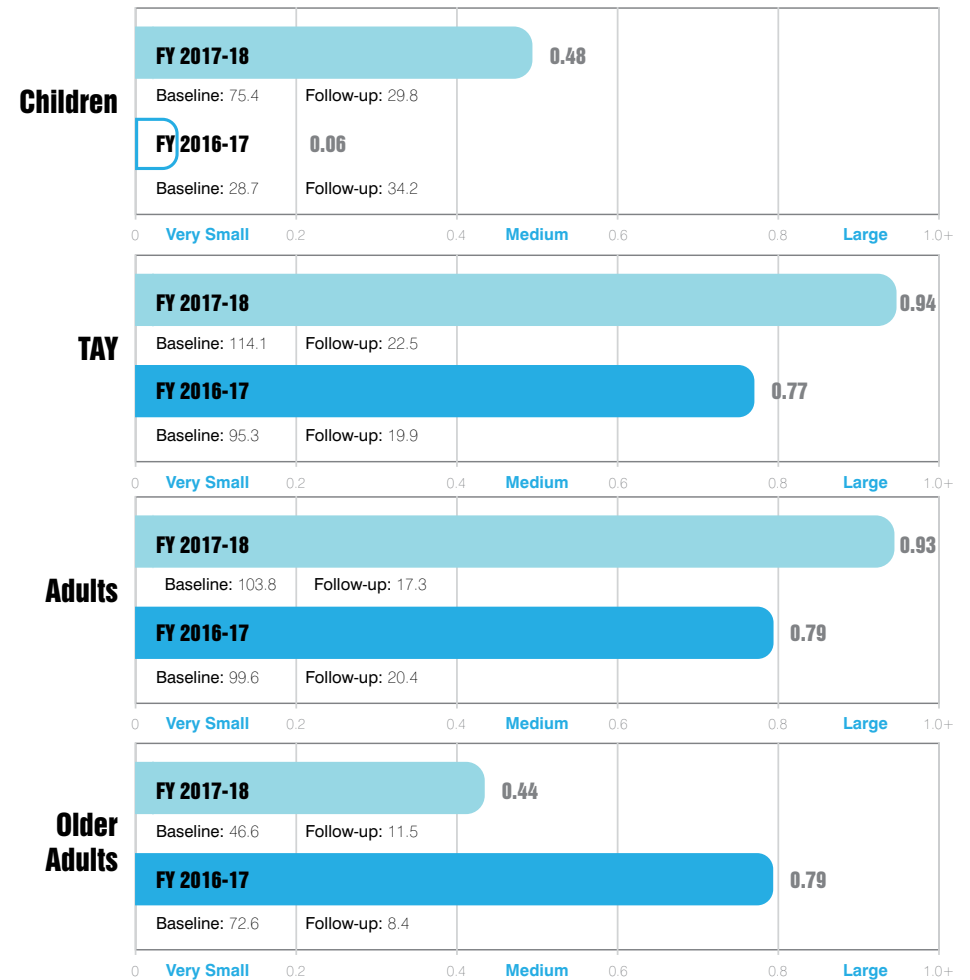 Children
FY 2017-18 0.48
Baseline: 75.4 Follow-up: 29.8
FY 2016-17 0.06
Baseline: 28.7 Follow-up: 34.2
0 Very Small 0.2 0.4 Medium 0.6 0.8 Large 1.0+
TAY
FY 2017-18 0.94
Baseline: 114.1 Follow-up: 22.5
FY 2016-17 0.77
Baseline: 95.3 Follow-up: 19.9
0 Very Small 0.2 0.4 Medium 0.6 0.8 Large 1.0+
Adults
FY 2017-18 0.93
Baseline: 103.8 Follow-up: 17.3
FY 2016-17 0.79
Baseline: 99.6 Follow-up: 20.4
0 Very Small 0.2 0.4 Medium 0.6 0.8 Large 1.0+
Older
Adults
FY 2017-18 0.44
Baseline: 46.6 Follow-up: 11.5
FY 2016-17 0.79
Baseline: 72.6 Follow-up: 8.4
0 Very Small 0.2 0.4 Medium 0.6 0.8 Large 1.0+